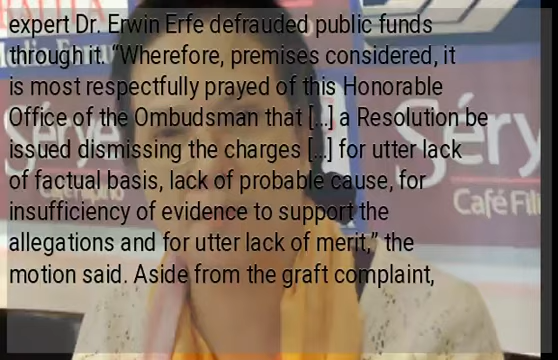 expert Dr. Erwin Erfe defrauded public funds
through it. “Wherefore, premises considered, it
is most respectfully prayed of this Honorable
Office of the Ombudsman that [...] a Resolution be
issued dismissing the charges [...] for utter lack
of factual basis, lack of probable cause, for
insufficiency of evidence to support the
allegations and for utter lack of merit,” the
motion said. Aside from the graft complaint,
Séry
Café Fil